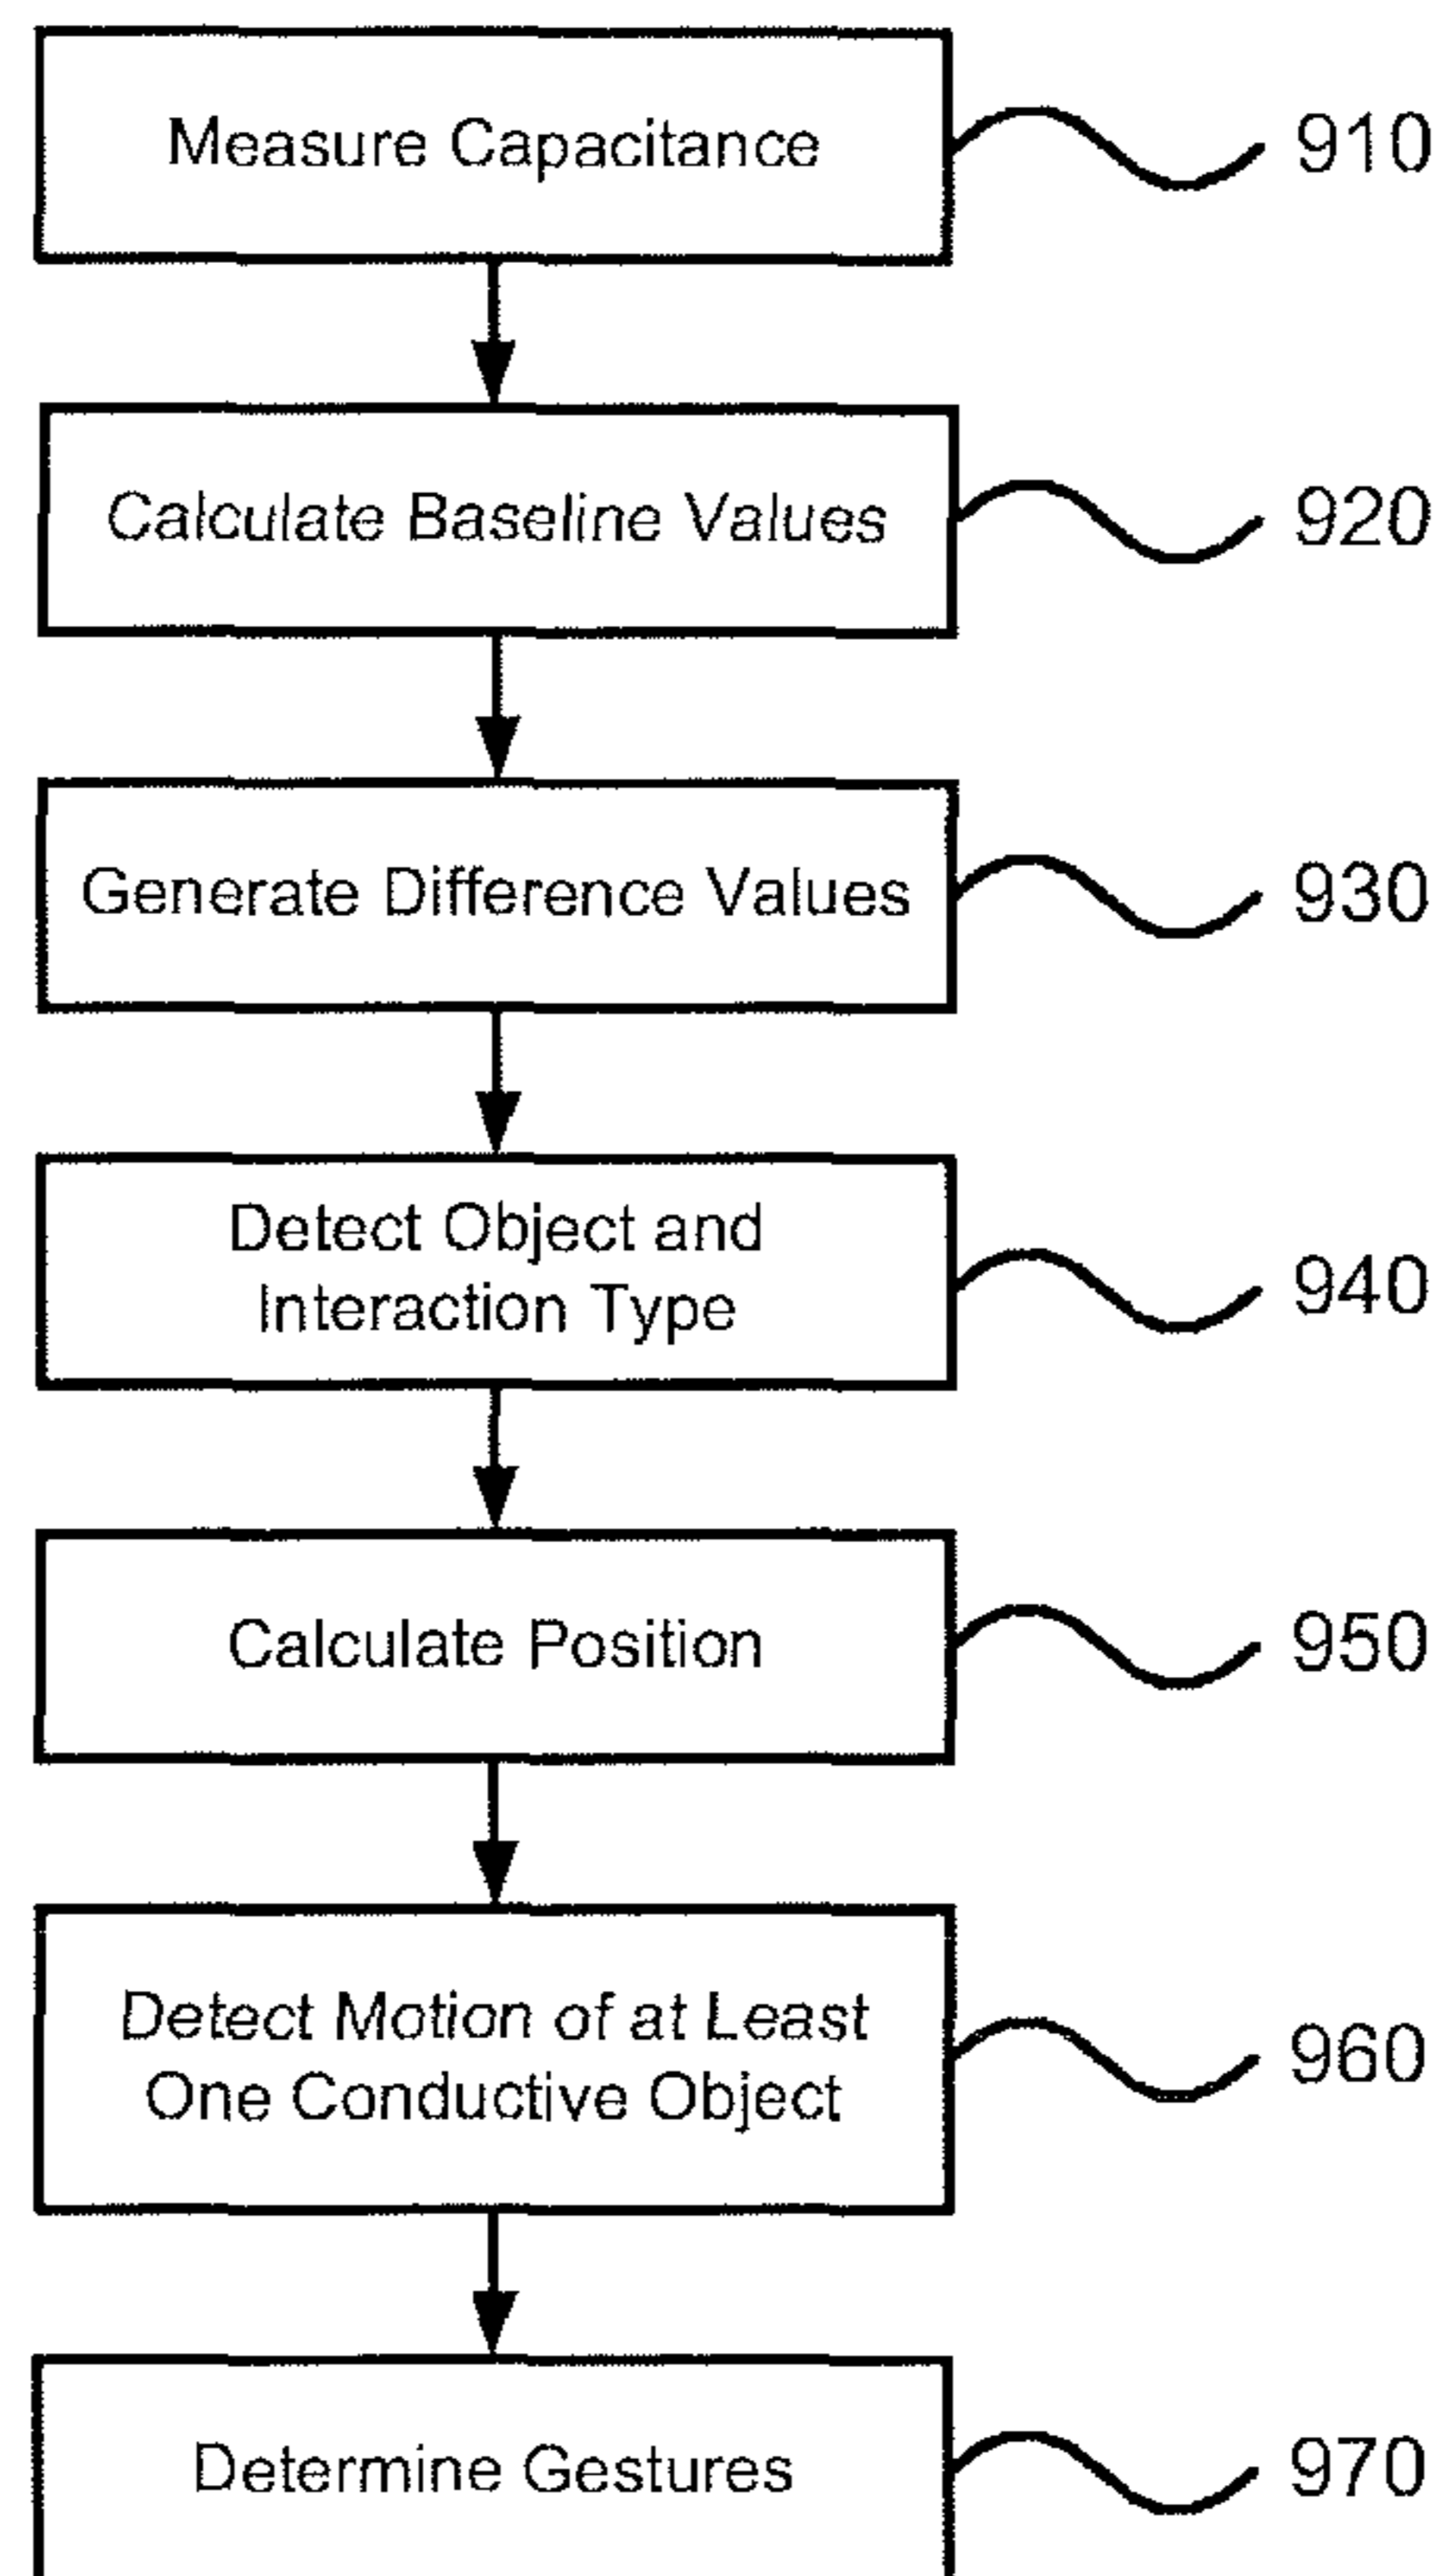 Measure Capacitance
910
Calculate Baseline Values
920
Generate Difference Values
930
Detect Object and
Interaction Type
940
Calculate Position
950
Detect Motion of at Least
One Conductive Object
960
Determine Gestures
970